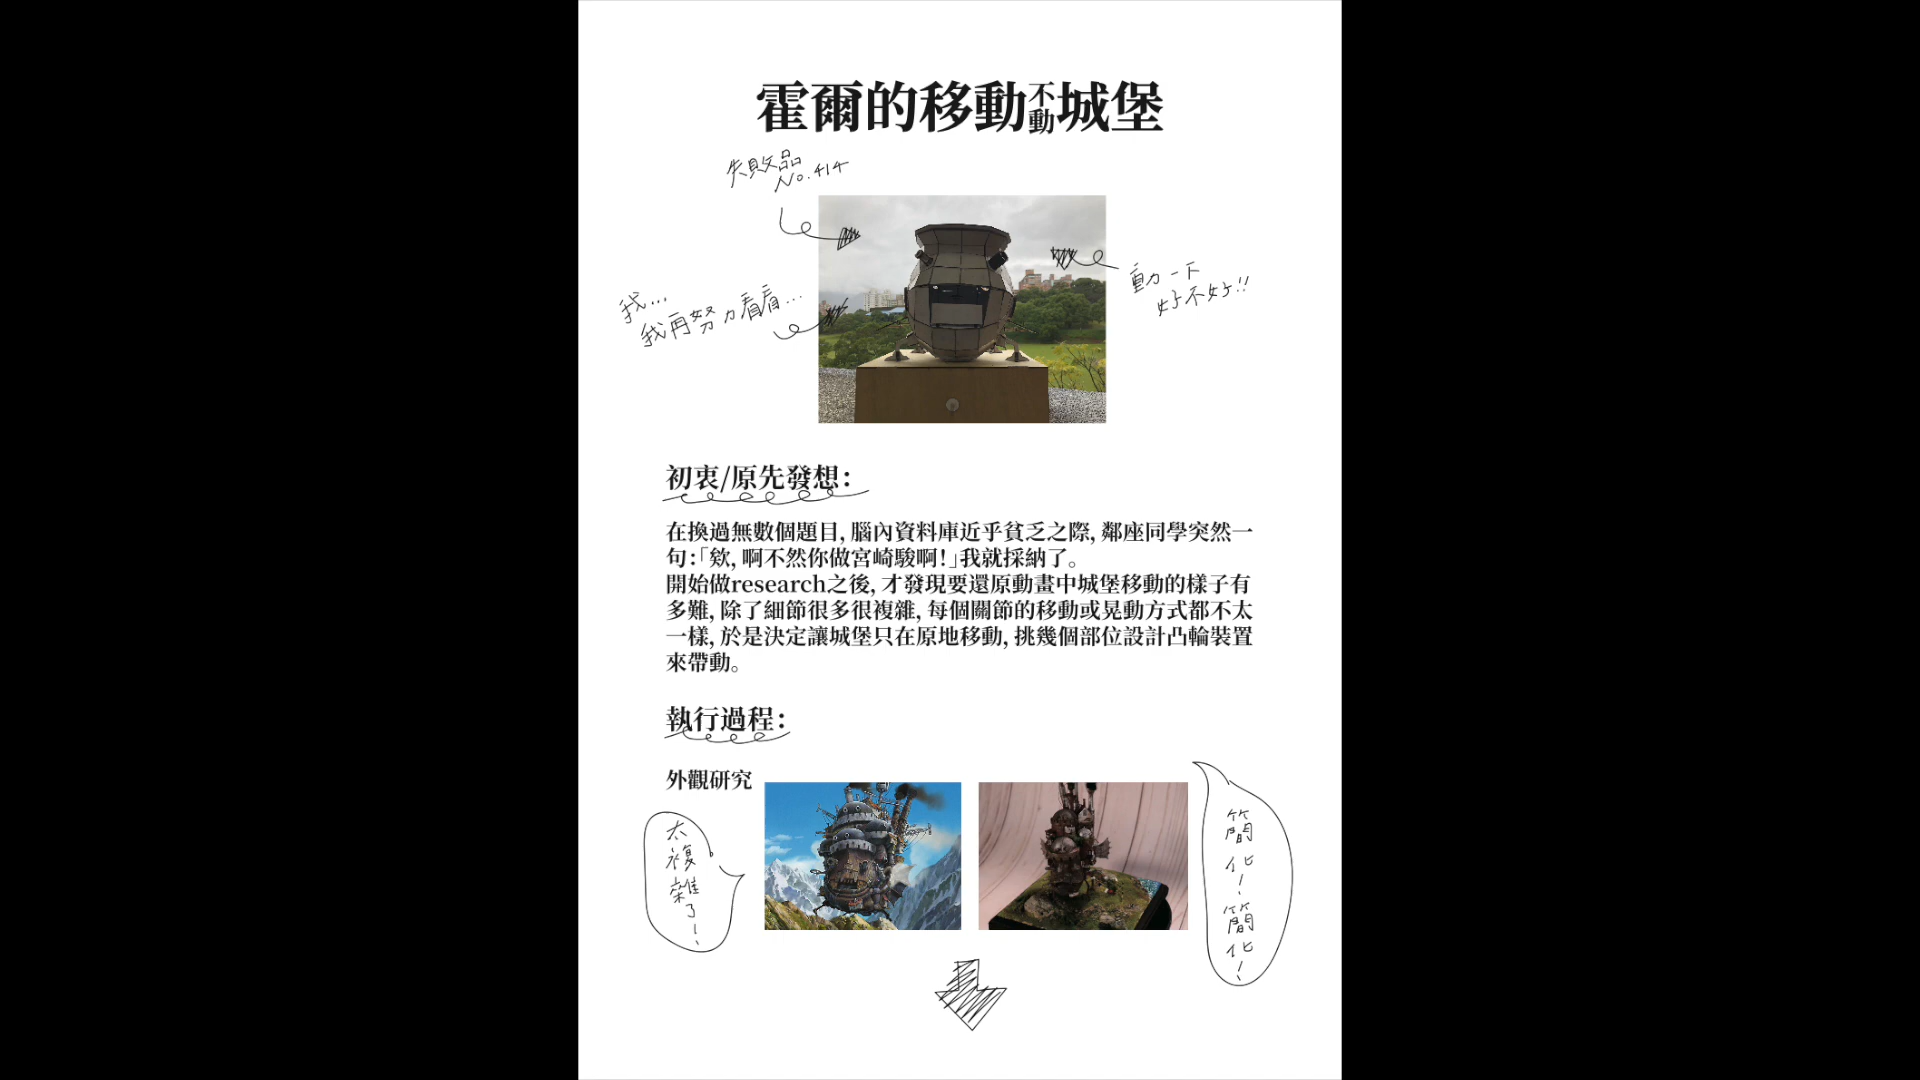 霍爾的移動不動城堡
失敗品
No.414
動一下
好不好!!
我...
我再努力看看...
初衷/原先發想:
在換過無數個題目,腦內資料庫近乎貧乏之際,鄰座同學突然一
句:「欸,啊不然你做宮崎駿啊!」我就採納了。
開始做research之後,才發現要還原動畫中城堡移動的樣子有
多難,除了細節很多很複雜,每個關節的移動或晃動方式都不太
一樣,於是決定讓城堡只在原地移動,挑幾個部位設計凸輪裝置
來帶動。
執行過程:
外觀研究
太複雜了!
簡化!簡化!